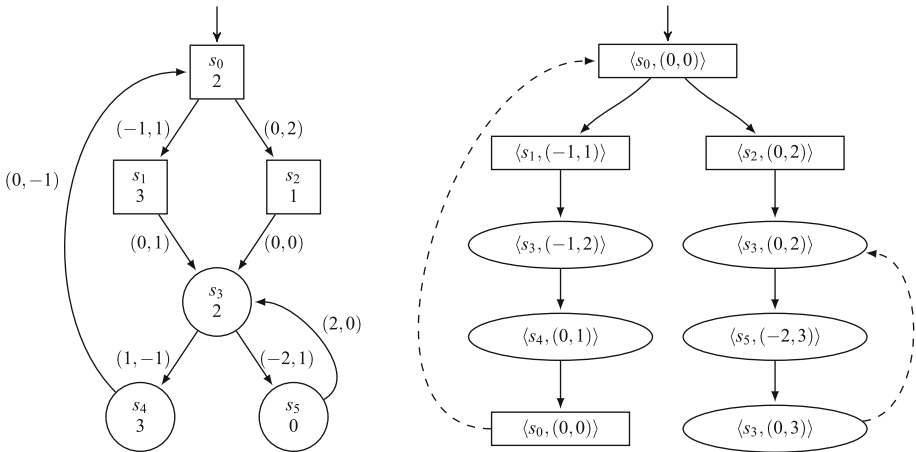 s₀
2
(−1,1)
(0,2)
(0,−1)
s₁
3
s₂
1
(0,1)
(0,0)
s₃
2
(2,0)
(1,−1)
(−2,1)
s₄
3
s₅
0
⟨s₀,(0,0)⟩
⟨s₁,(−1,1)⟩
⟨s₂,(0,2)⟩
⟨s₃,(−1,2)⟩
⟨s₃,(0,2)⟩
⟨s₄,(0,1)⟩
⟨s₅,(−2,3)⟩
⟨s₀,(0,0)⟩
⟨s₃,(0,3)⟩